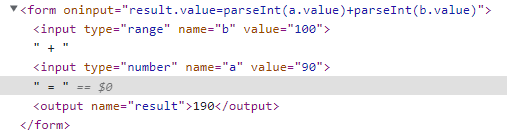 ▼<form oninput="result.value=parseInt(a.value)+parseInt(b.value)">
<input type="range" name="b" value="100">
" + "
<input type="number" name="a" value="90">
" = " == $0
<output name="result">190</output>
</form>